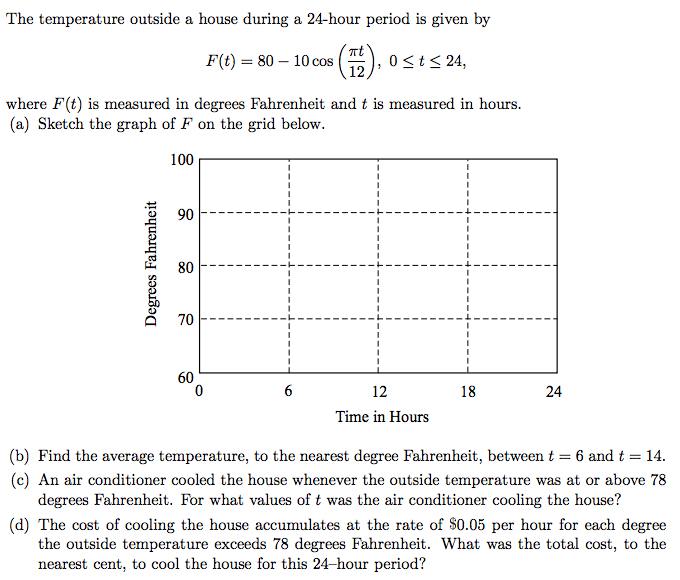 The temperature outside a house during a 24-hour period is given by
F(t) = 80 − 10 cos (πt/12), 0 ≤ t ≤ 24,
where F(t) is measured in degrees Fahrenheit and t is measured in hours.
(a) Sketch the graph of F on the grid below.
100
90
80
70
60
Degrees Fahrenheit
0 6 12 18 24
Time in Hours
(b) Find the average temperature, to the nearest degree Fahrenheit, between t = 6 and t = 14.
(c) An air conditioner cooled the house whenever the outside temperature was at or above 78
degrees Fahrenheit. For what values of t was the air conditioner cooling the house?
(d) The cost of cooling the house accumulates at the rate of $0.05 per hour for each degree
the outside temperature exceeds 78 degrees Fahrenheit. What was the total cost, to the
nearest cent, to cool the house for this 24–hour period?